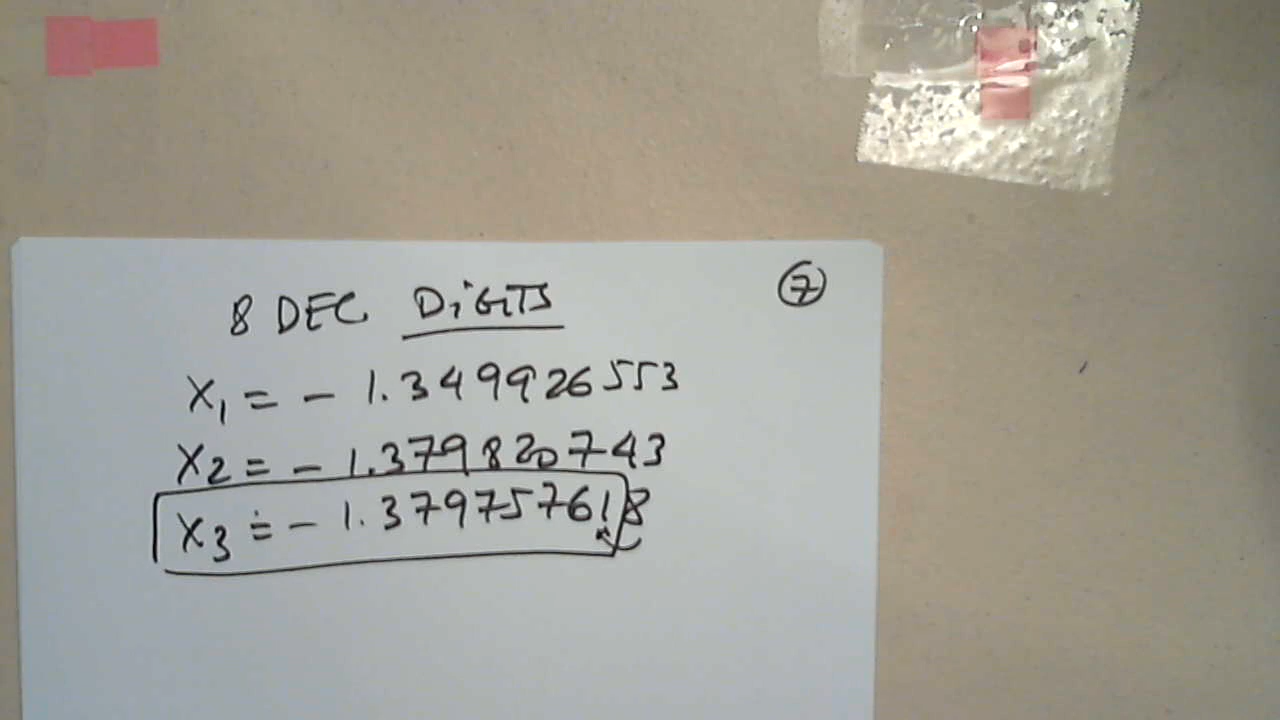 8 DEC DiGiTS
⑦
X₁ = - 1.349926553
X₂ = - 1.379820743
X₃ ≐ - 1.379757618